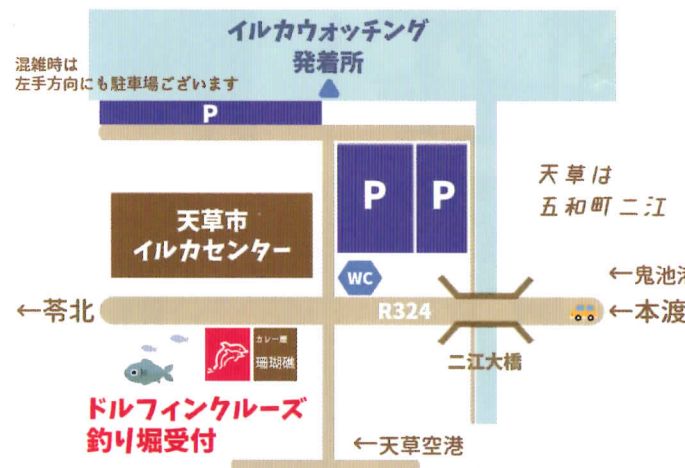 イルカウォッチング
発着所
混雑時は
左手方向にも駐車場ございます
P
P
P
天草は
五和町二江
天草市
イルカセンター
WC
←鬼池港
←苓北
R324
←本渡
カレー屋
珊瑚礁
二江大橋
ドルフィンクルーズ
釣り堀受付
←天草空港